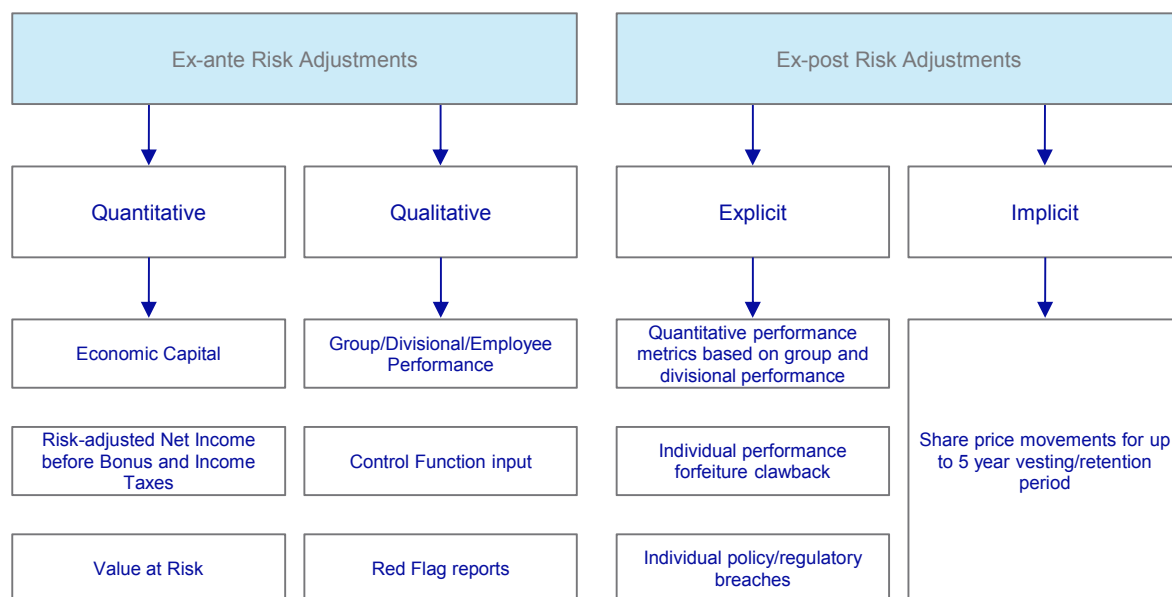 Ex-ante Risk Adjustments
Ex-post Risk Adjustments
Quantitative
Qualitative
Explicit
Implicit
Economic Capital
Group/Divisional/Employee
Performance
Quantitative performance
metrics based on group and
divisional performance
Share price movements for up
to 5 year vesting/retention
period
Risk-adjusted Net Income
before Bonus and Income
Taxes
Control Function input
Individual performance
forfeiture clawback
Value at Risk
Red Flag reports
Individual policy/regulatory
breaches